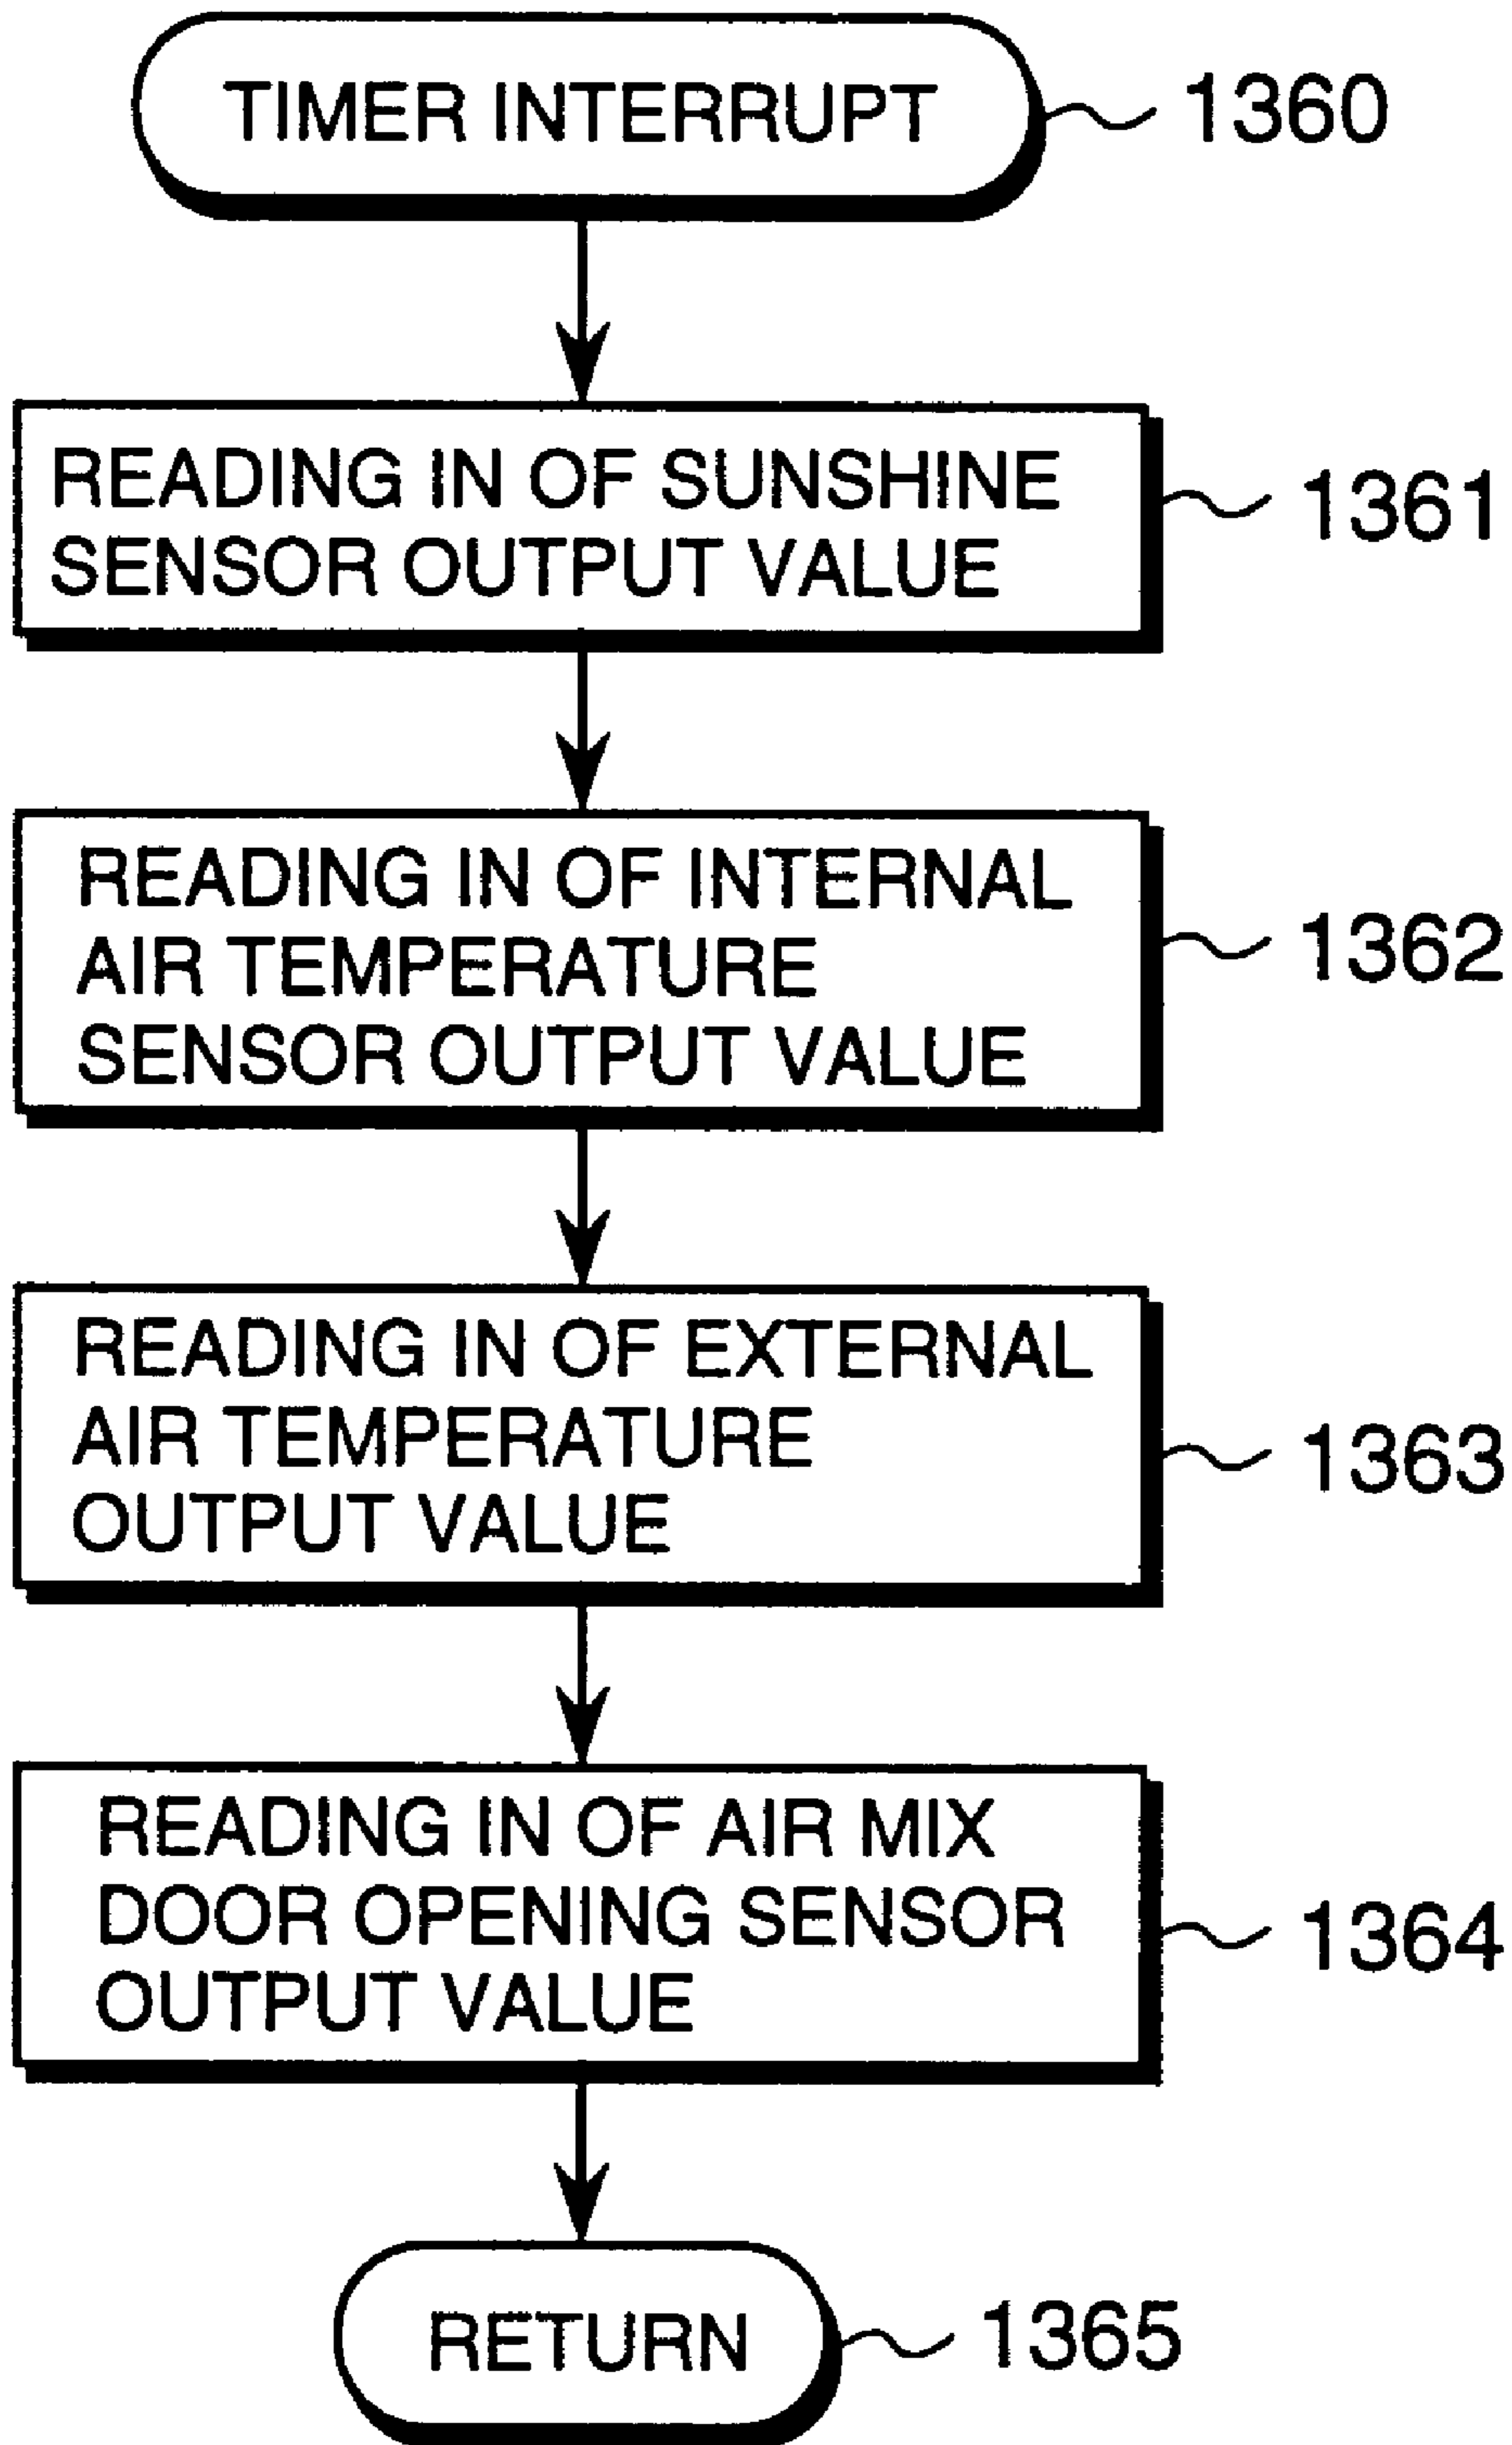 TIMER INTERRUPT
1360
READING IN OF SUNSHINE
SENSOR OUTPUT VALUE
1361
READING IN OF INTERNAL
AIR TEMPERATURE
SENSOR OUTPUT VALUE
1362
READING IN OF EXTERNAL
AIR TEMPERATURE
OUTPUT VALUE
1363
READING IN OF AIR MIX
DOOR OPENING SENSOR
OUTPUT VALUE
1364
RETURN
1365